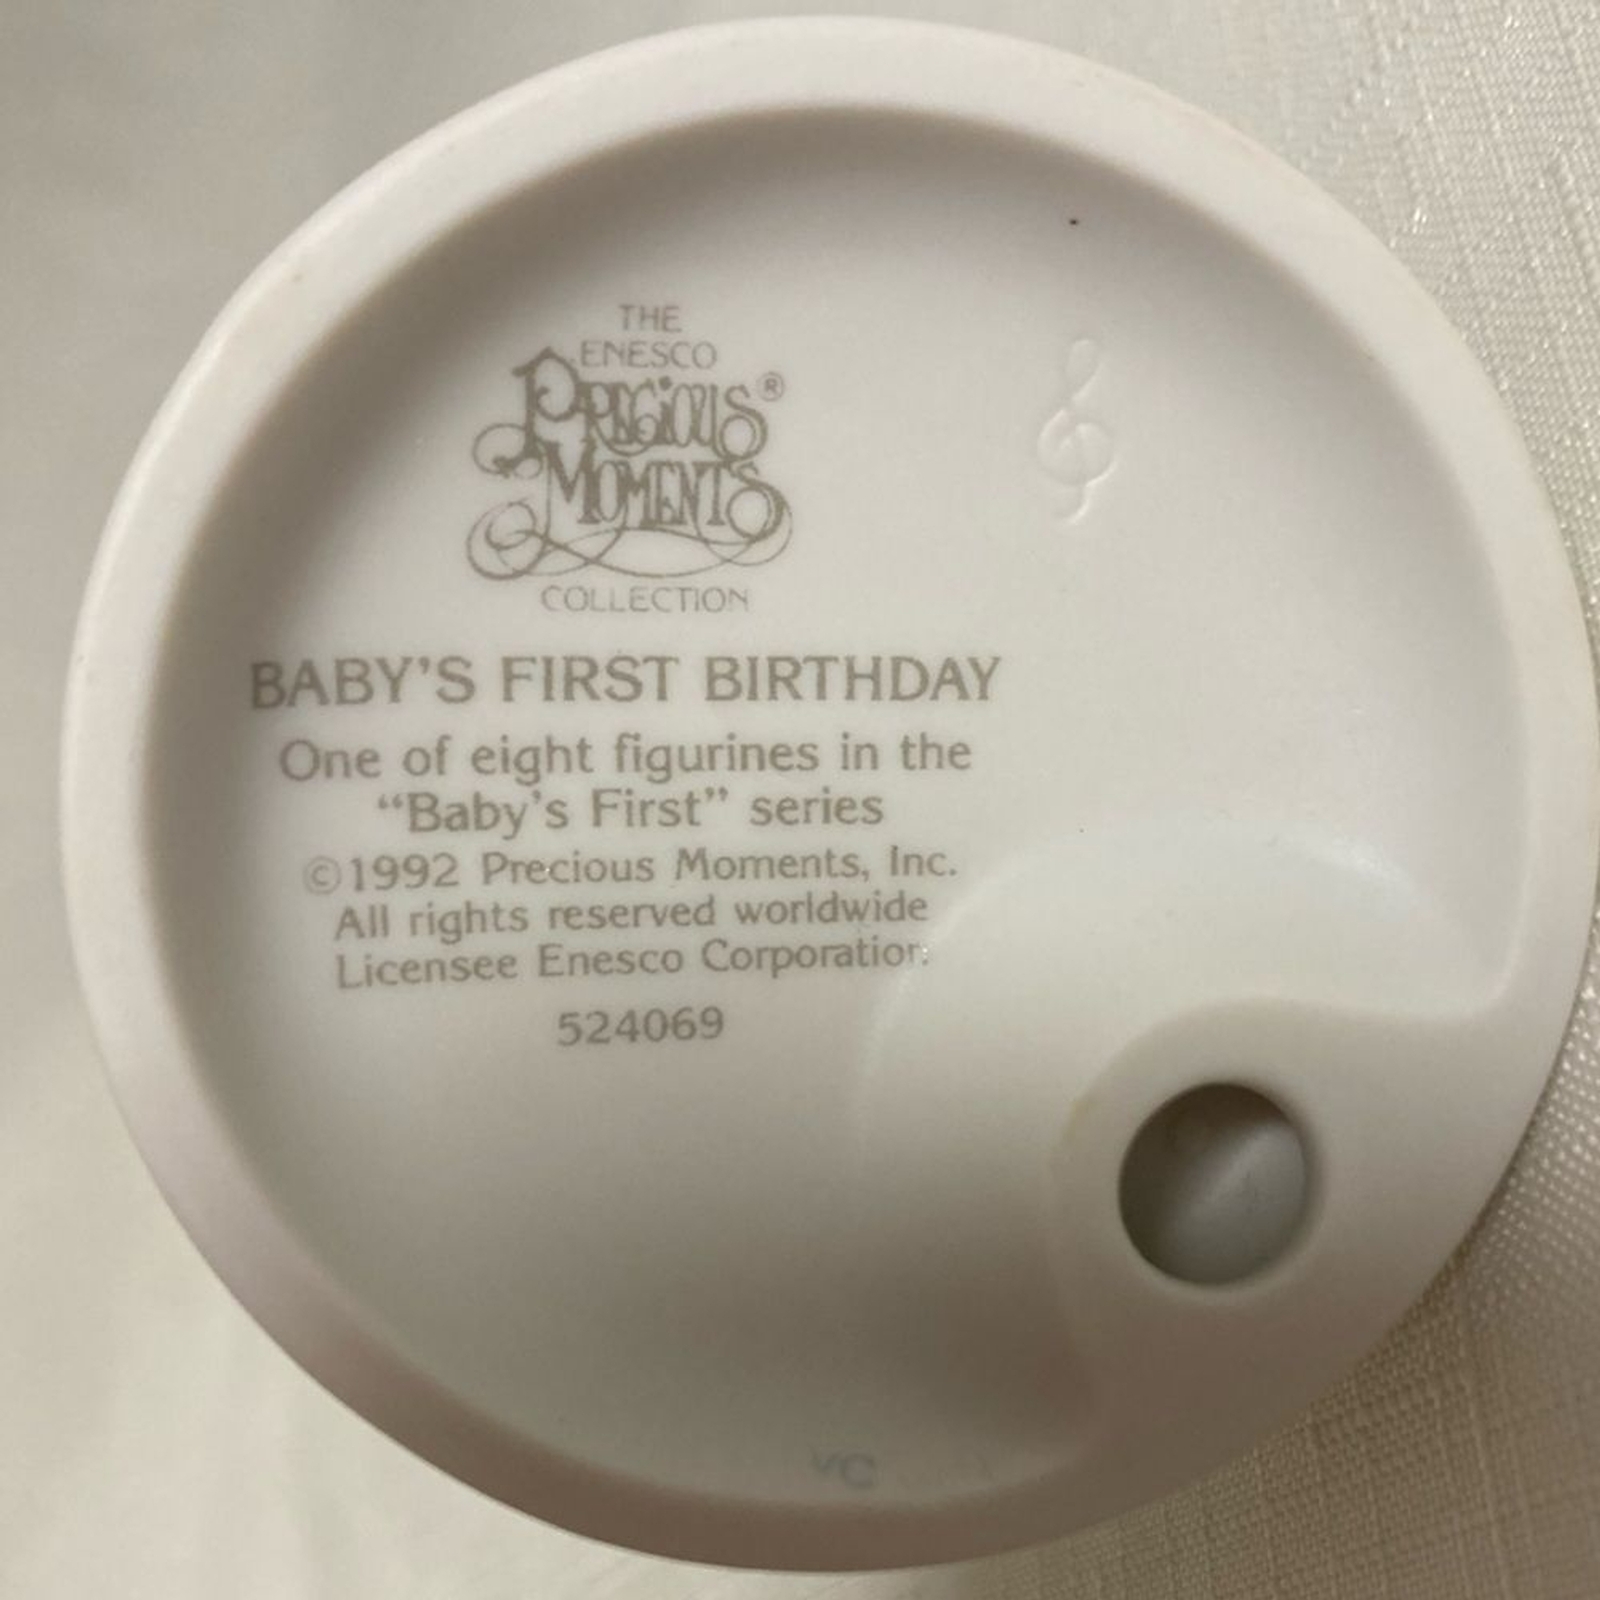 THE
ENESCO
PRECIOUS®
MOMENTS
COLLECTION
BABY'S FIRST BIRTHDAY
One of eight figurines in the
“Baby's First” series
©1992 Precious Moments, Inc.
All rights reserved worldwide
Licensee Enesco Corporation
524069